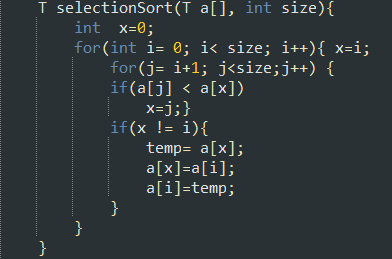 T selectionSort(T a[], int size){
int  x=0;
for(int i= 0; i< size; i++){ x=i;
for(j= i+1; j<size;j++) {
if(a[j] < a[x])
x=j;}
if(x != i){
temp= a[x];
a[x]=a[i];
a[i]=temp;
}
}
}